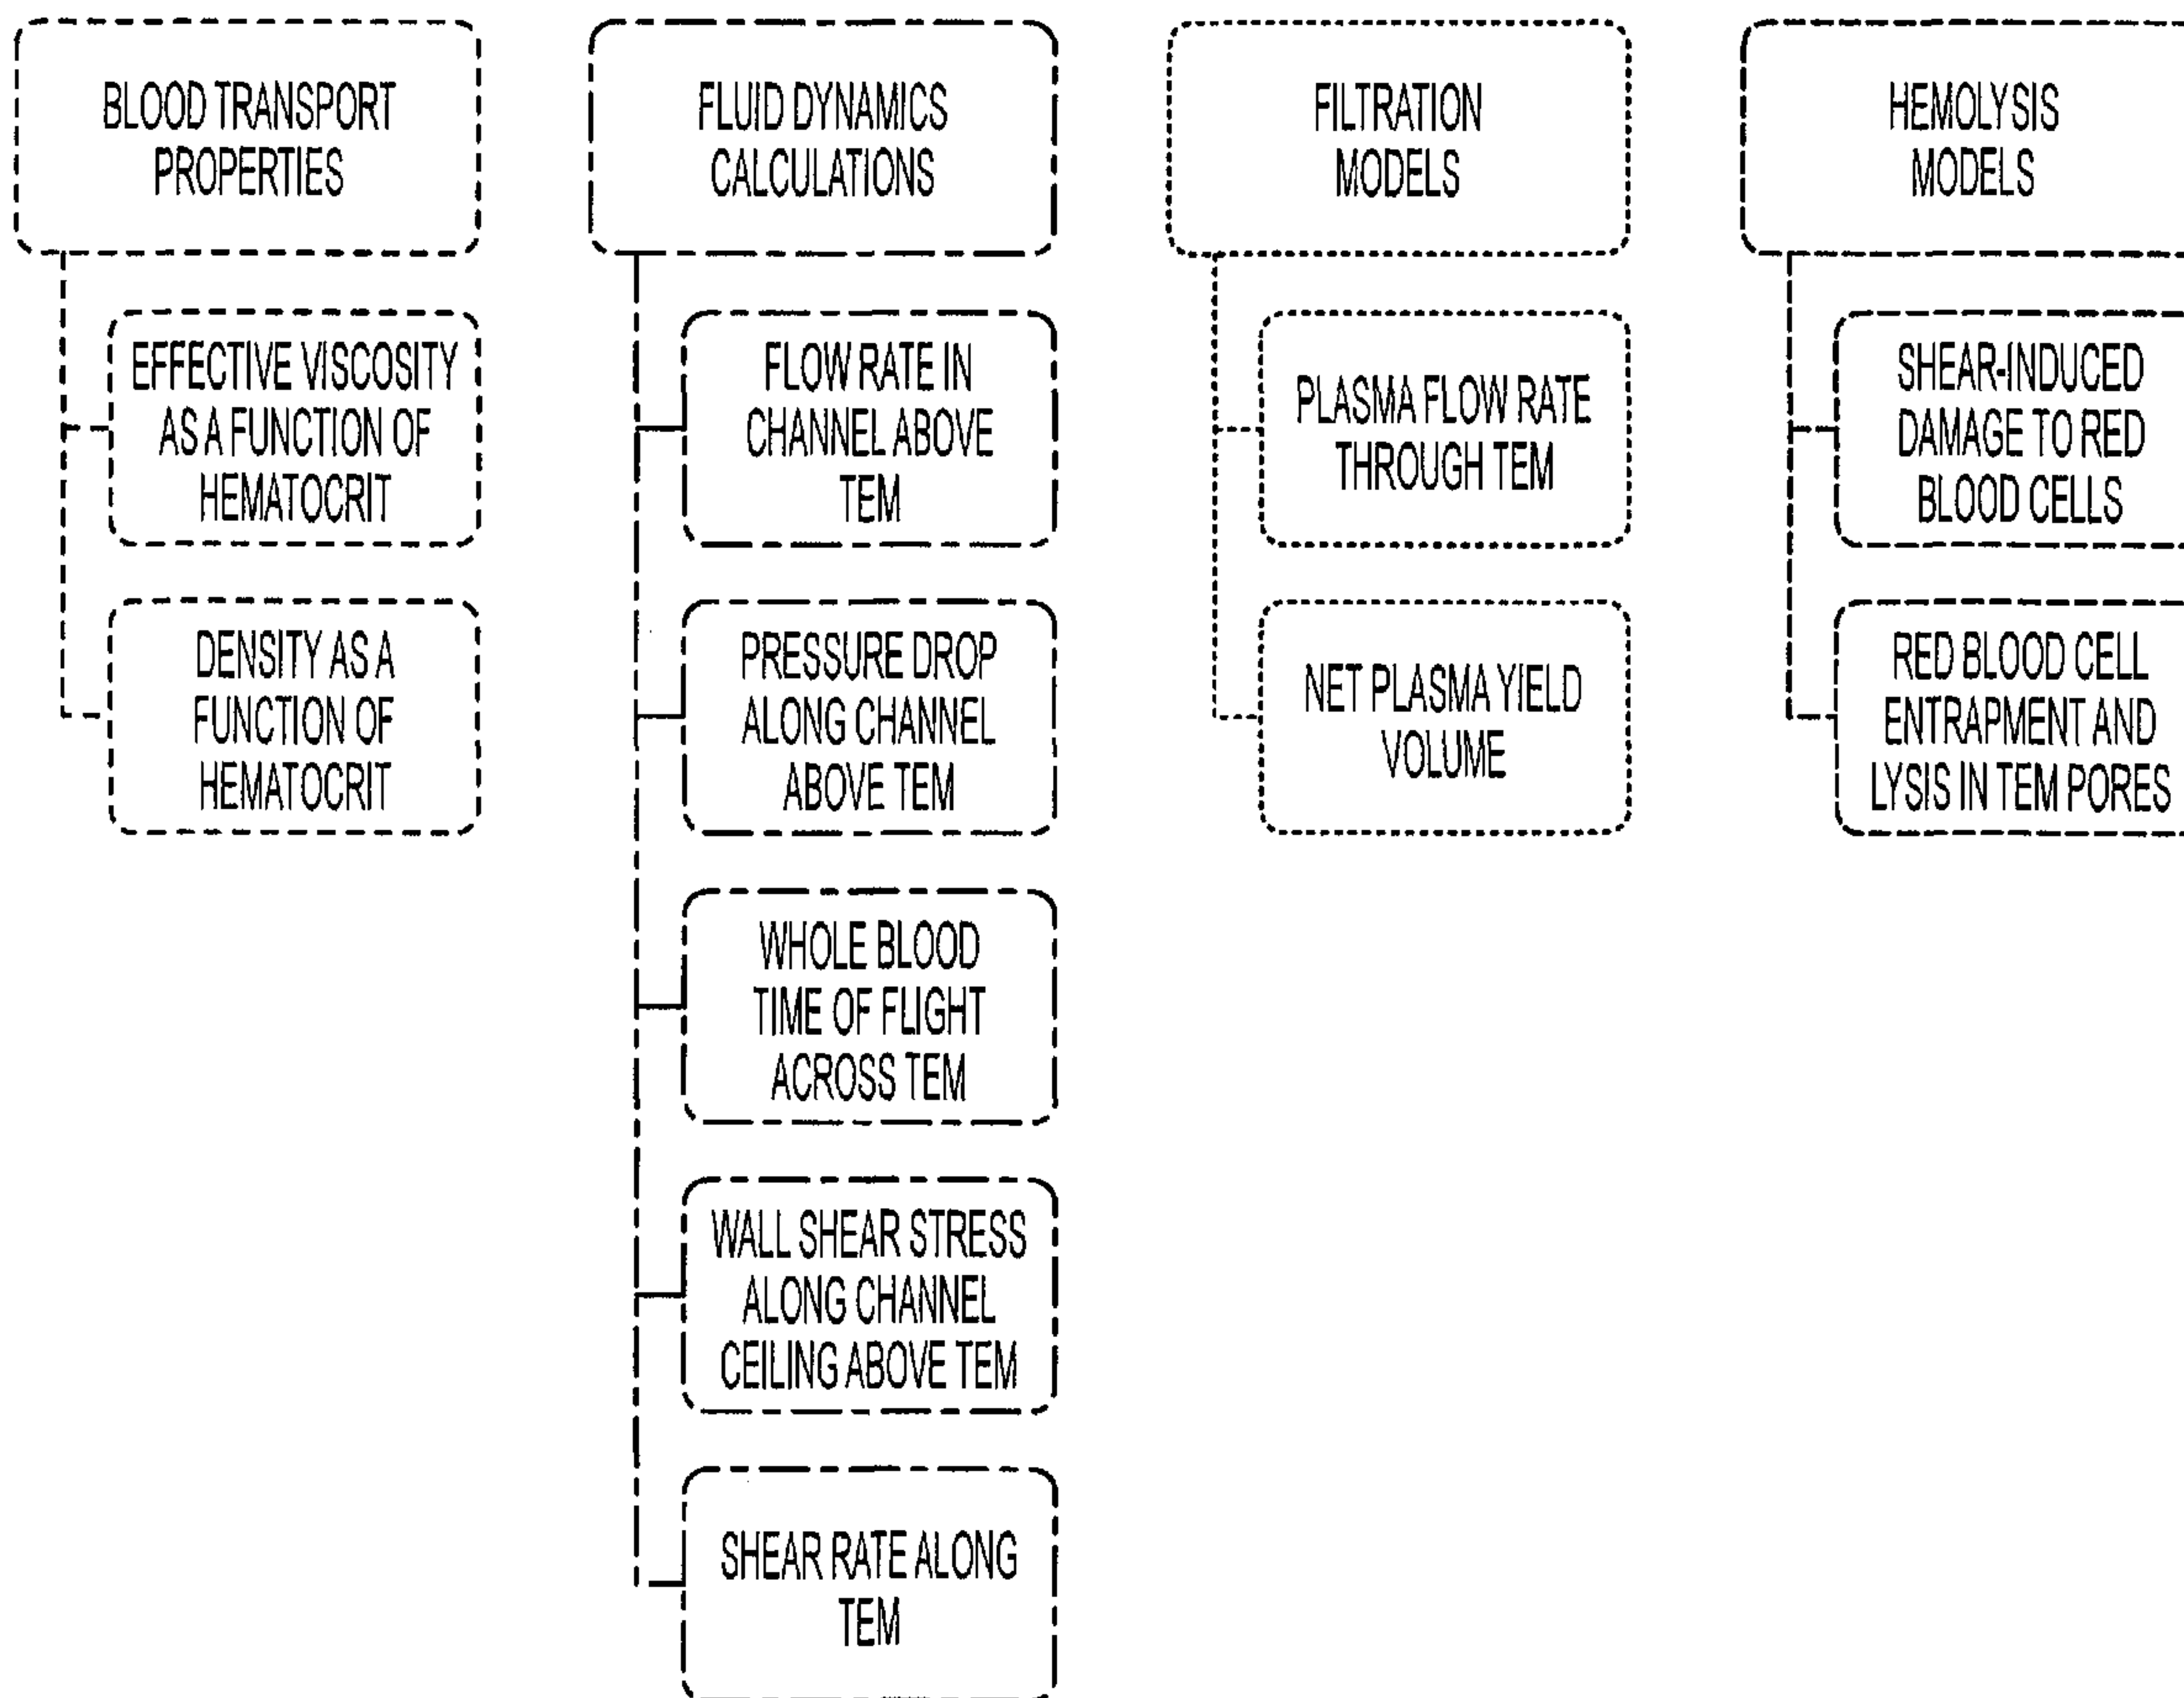 BLOOD TRANSPORT
PROPERTIES
EFFECTIVE VISCOSITY
AS A FUNCTION OF
HEMATOCRIT
DENSITY AS A
FUNCTION OF
HEMATOCRIT
FLUID DYNAMICS
CALCULATIONS
FLOW RATE IN
CHANNEL ABOVE
TEM
PRESSURE DROP
ALONG CHANNEL
ABOVE TEM
WHOLE BLOOD
TIME OF FLIGHT
ACROSS TEM
WALL SHEAR STRESS
ALONG CHANNEL
CEILING ABOVE TEM
SHEAR RATE ALONG
TEM
FILTRATION
MODELS
PLASMA FLOW RATE
THROUGH TEM
NET PLASMA YIELD
VOLUME
HEMOLYSIS
MODELS
SHEAR-INDUCED
DAMAGE TO RED
BLOOD CELLS
RED BLOOD CELL
ENTRAPMENT AND
LYSIS IN TEM PORES